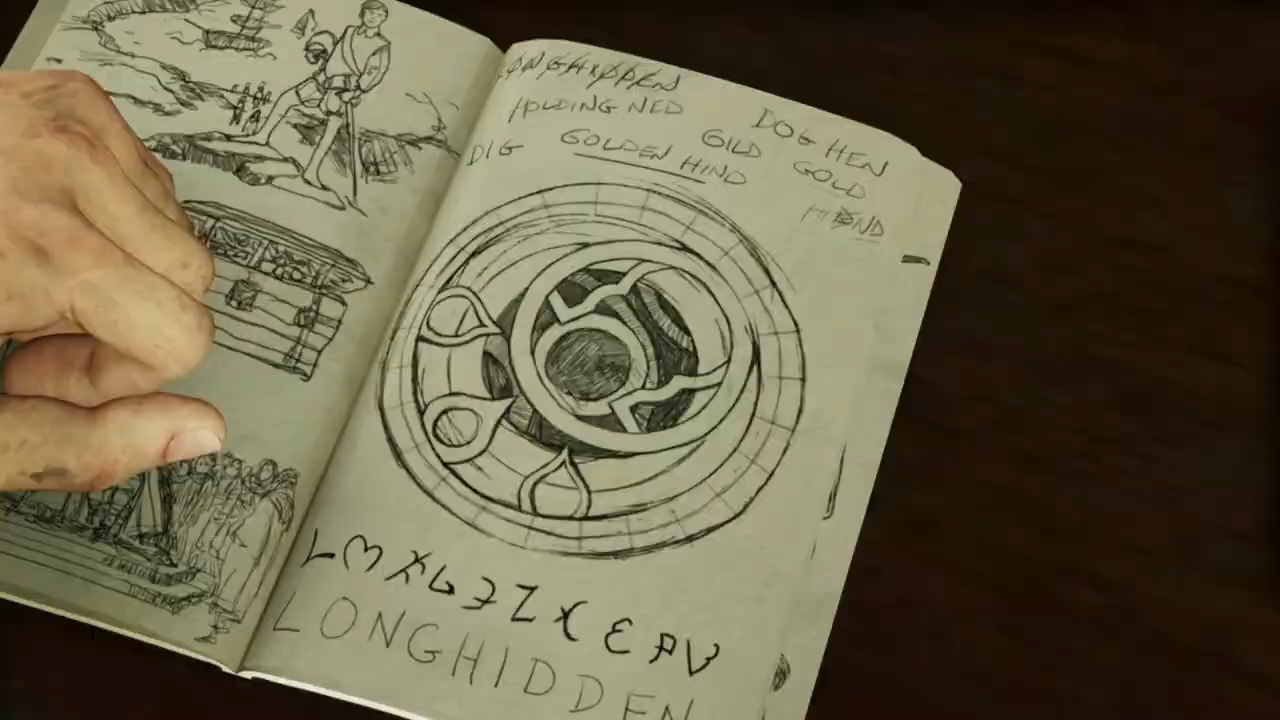 LONGHIDDEN
HOLDING NED
DOG HEN
DIG
GOLDEN HIND
GILD
GOLD
HIND
LONGHIDDEN